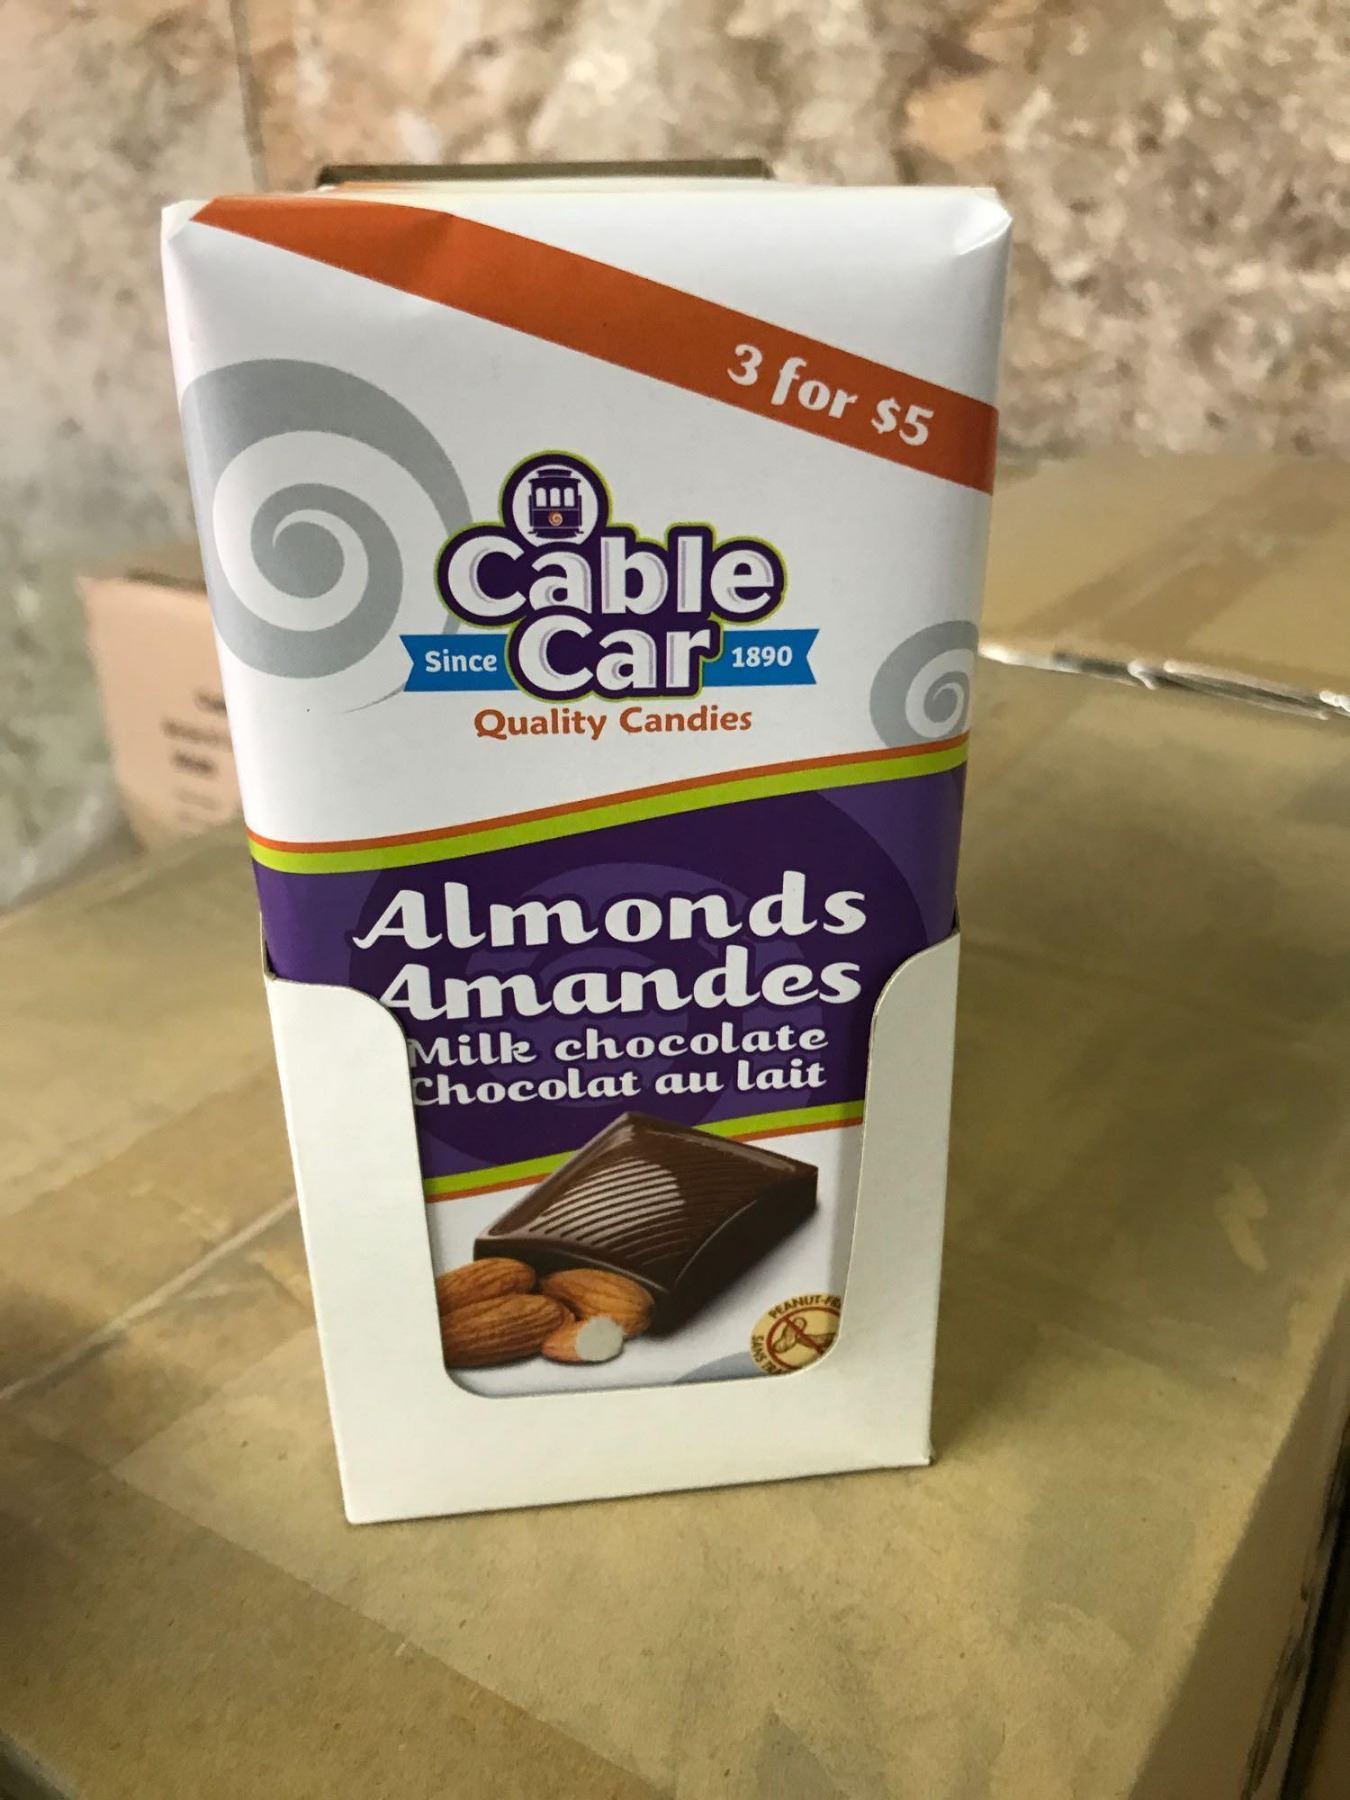 3 for $5
Cable
Since Car 1890
Quality Candies
Almonds
Amandes
Milk chocolate
Chocolat au lait